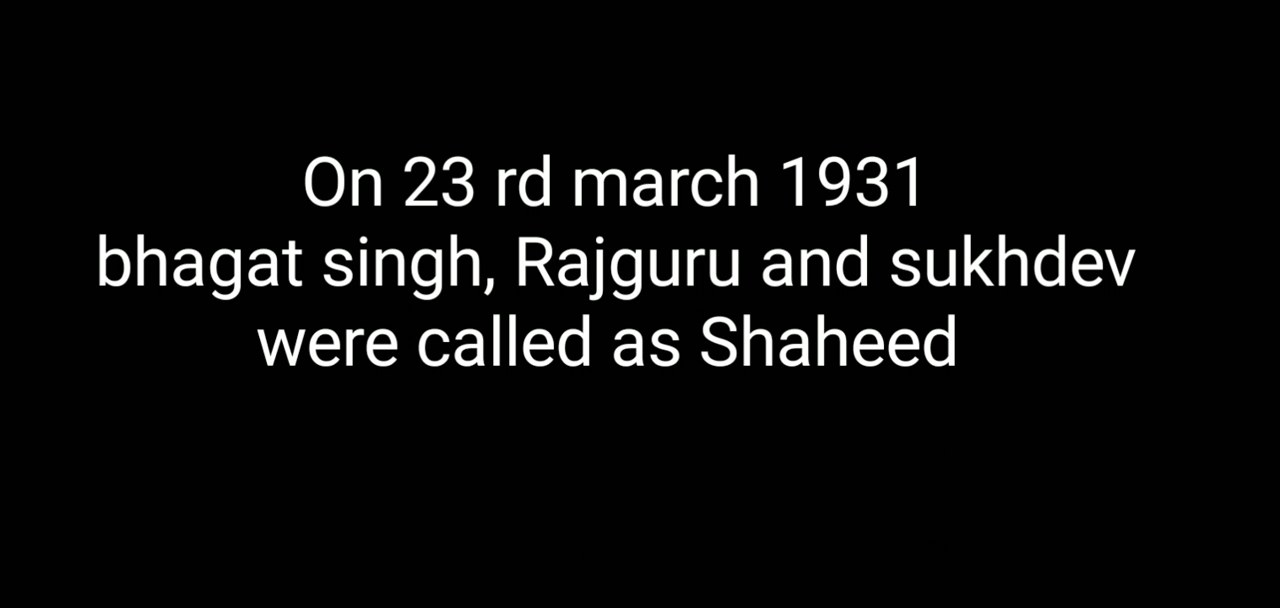 On 23 rd march 1931
bhagat singh, Rajguru and sukhdev
were called as Shaheed